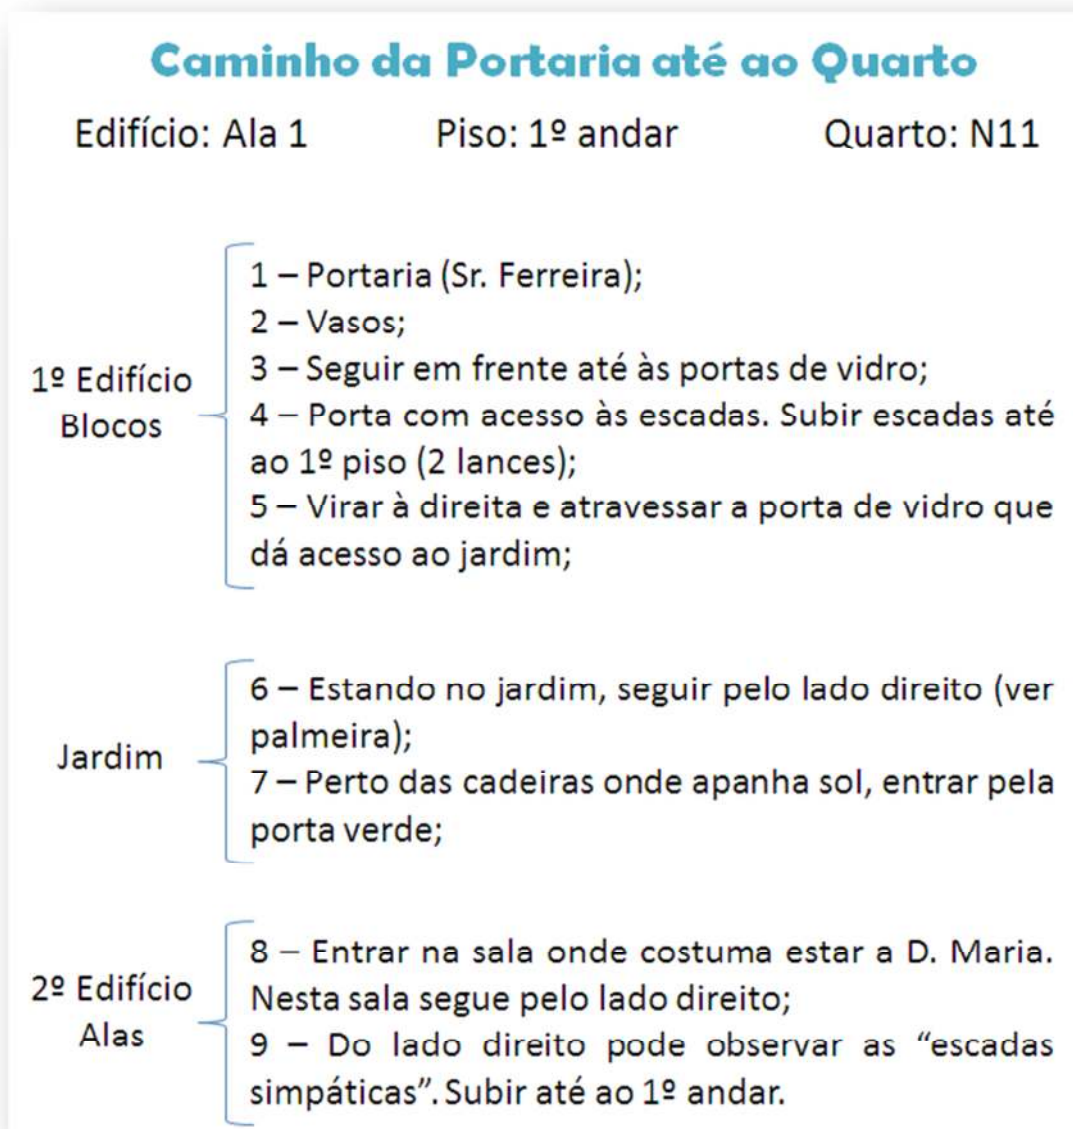 Caminho da Portaria até ao Quarto
Edifício: Ala 1 Piso: 1º andar Quarto: N11
1º Edifício
Blocos
1 – Portaria (Sr. Ferreira);
2 – Vasos;
3 – Seguir em frente até às portas de vidro;
4 – Porta com acesso às escadas. Subir escadas até
ao 1º piso (2 lances);
5 – Virar à direita e atravessar a porta de vidro que
dá acesso ao jardim;
Jardim
6 – Estando no jardim, seguir pelo lado direito (ver
palmeira);
7 – Perto das cadeiras onde apanha sol, entrar pela
porta verde;
2º Edifício
Alas
8 – Entrar na sala onde costuma estar a D. Maria.
Nesta sala segue pelo lado direito;
9 – Do lado direito pode observar as “escadas
simpáticas”. Subir até ao 1º andar.